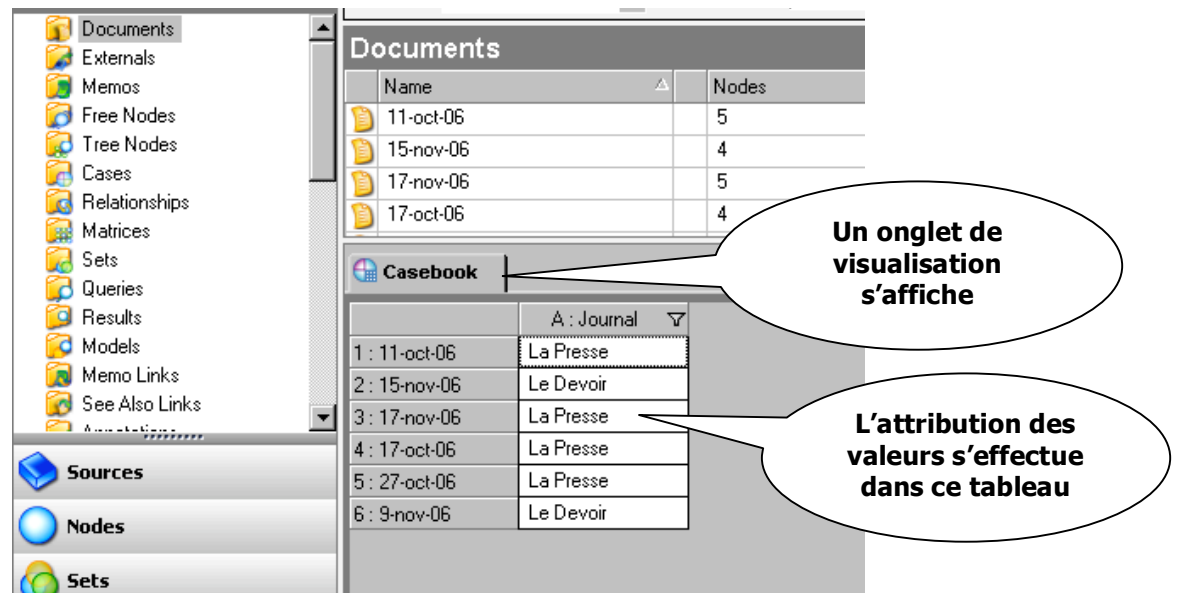 Documents
Externals
Memos
Free Nodes
Tree Nodes
Cases
Relationships
Matrices
Sets
Queries
Results
Models
Memo Links
See Also Links
Sources
Nodes
Sets
Documents
Name Nodes
11-oct-06 5
15-nov-06 4
17-nov-06 5
17-oct-06 4
Casebook
A : Journal
1 : 11-oct-06 La Presse
2 : 15-nov-06 Le Devoir
3 : 17-nov-06 La Presse
4 : 17-oct-06 La Presse
5 : 27-oct-06 La Presse
6 : 9-nov-06 Le Devoir
Un onglet de
visualisation
s’affiche
L’attribution des
valeurs s’effectue
dans ce tableau